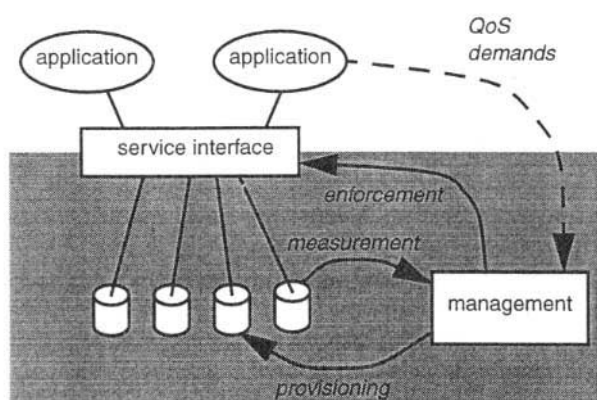 QoS
demands
application
application
service interface
enforcement
measurement
management
provisioning